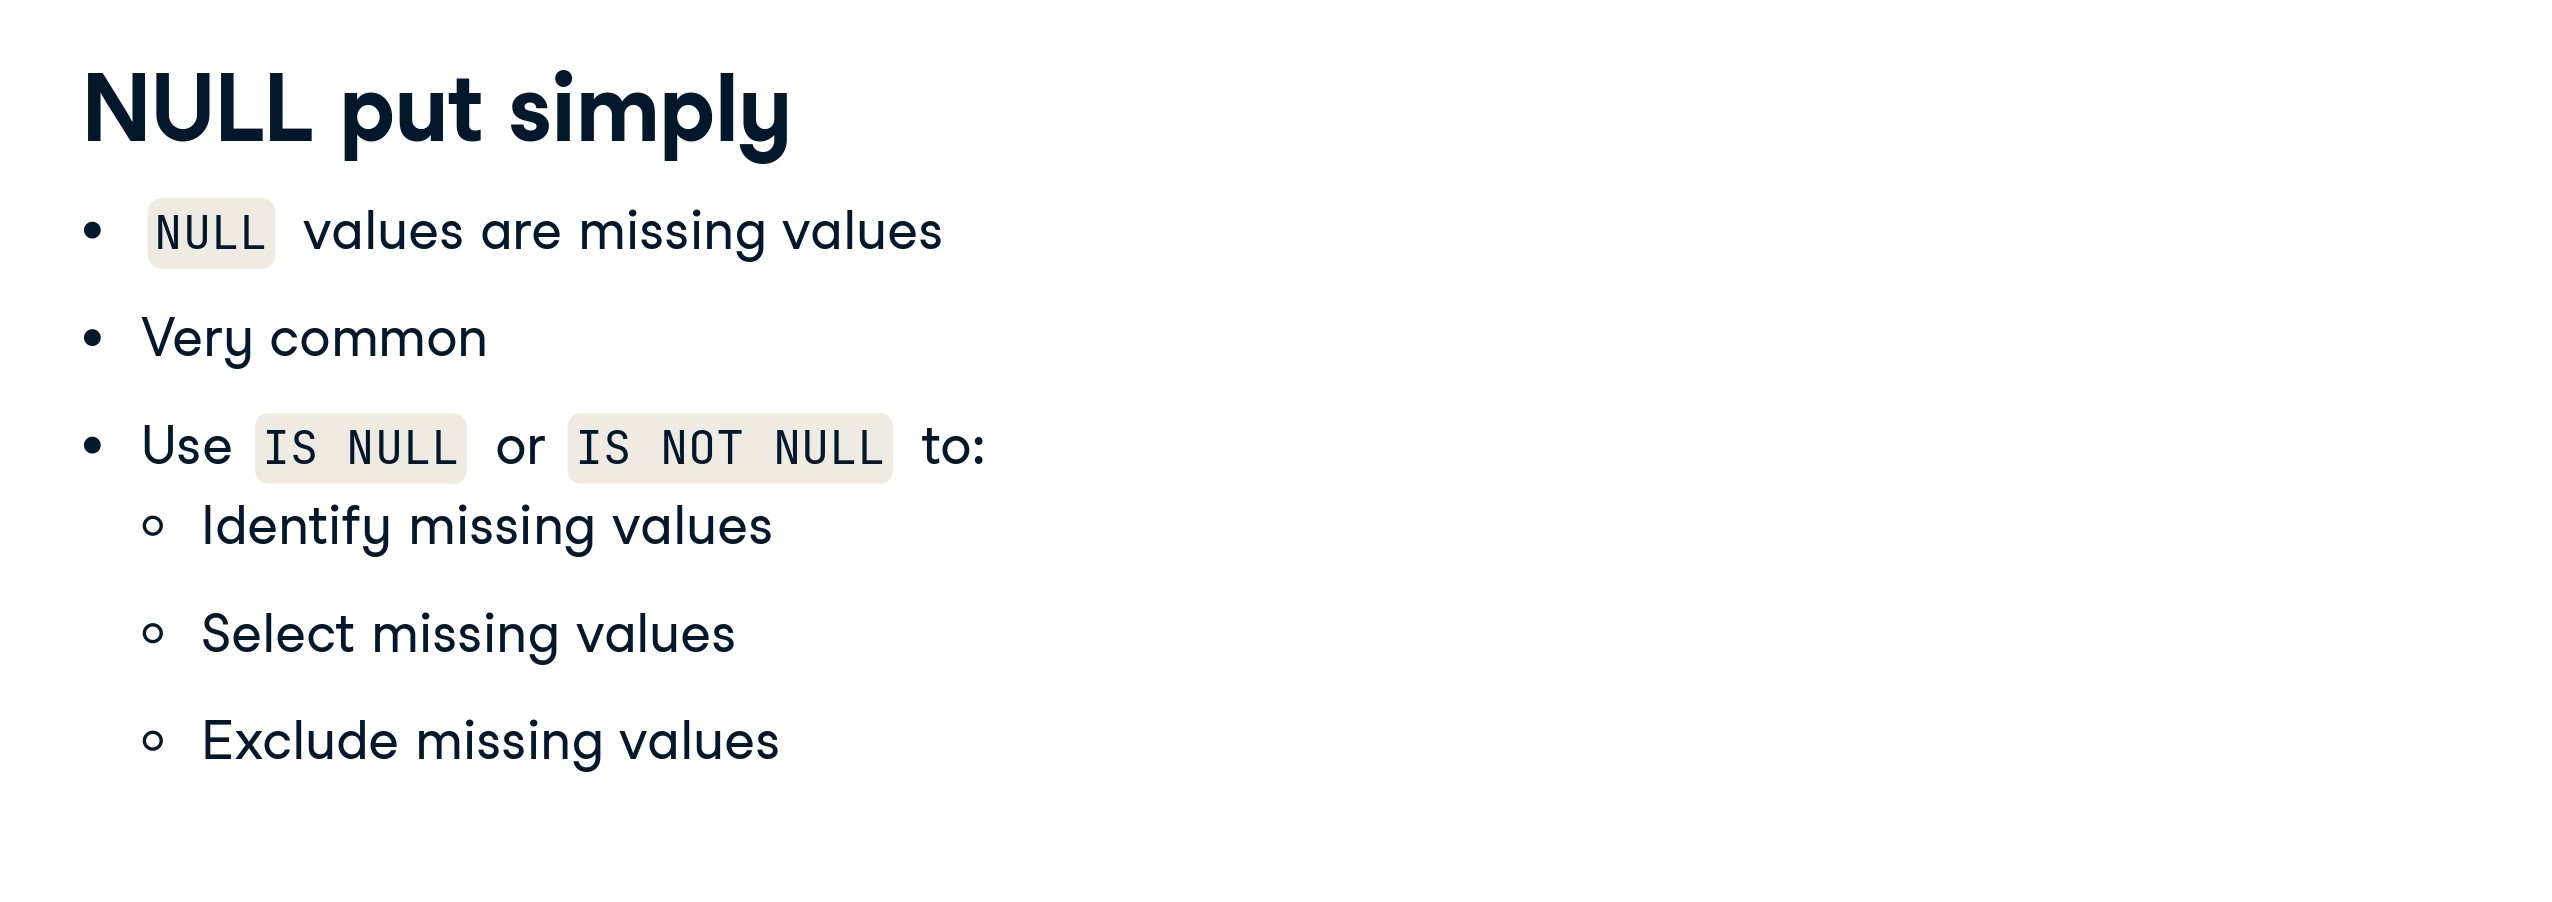 NULL put simply
• NULL values are missing values
• Very common
• Use IS NULL or IS NOT NULL to:
◦ Identify missing values
◦ Select missing values
◦ Exclude missing values